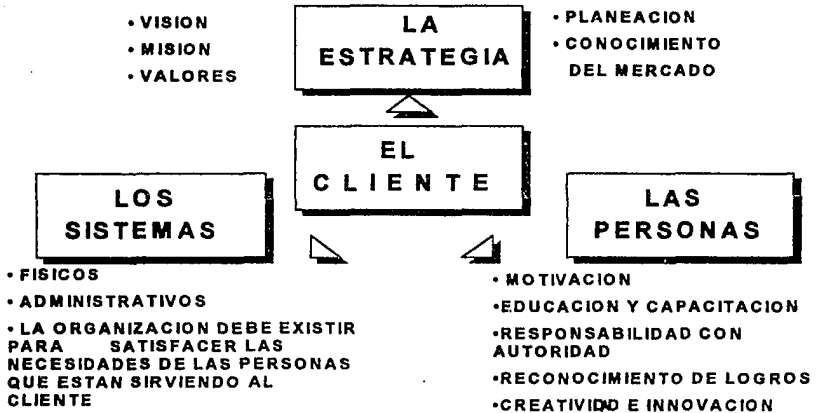 • VISION
• MISION
• VALORES
LA
ESTRATEGIA
• PLANEACION
• CONOCIMIENTO
DEL MERCADO
EL
CLIENTE
LOS
SISTEMAS
LAS
PERSONAS
• FISICOS
• ADMINISTRATIVOS
• LA ORGANIZACION DEBE EXISTIR
PARA SATISFACER LAS
NECESIDADES DE LAS PERSONAS
QUE ESTAN SIRVIENDO AL
CLIENTE
• MOTIVACION
•EDUCACION Y CAPACITACION
•RESPONSABILIDAD CON
AUTORIDAD
•RECONOCIMIENTO DE LOGROS
•CREATIVIDAD E INNOVACION